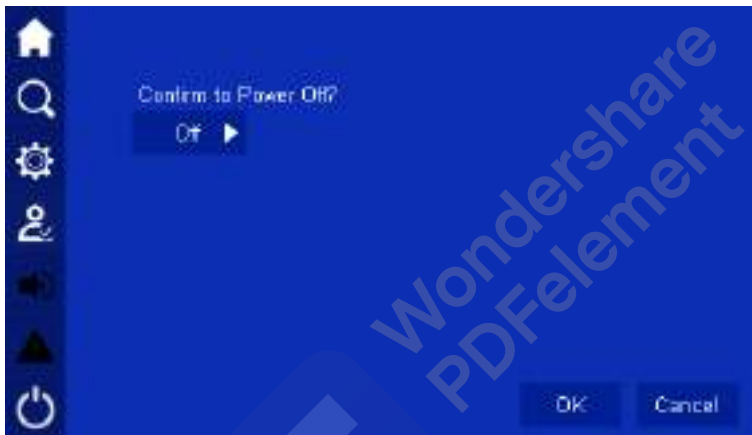 Confirm to Power Off?
Off
OK
Cancel
Wondershare
PDFelement